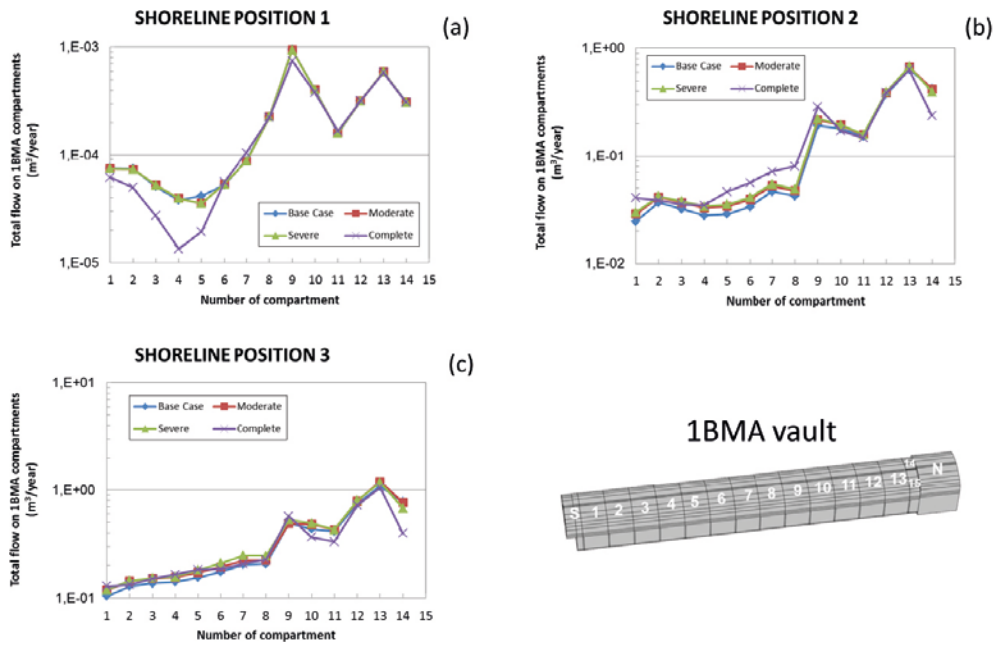 SHORELINE POSITION 1
(a)
Total flow on 1BMA compartments
(m³/year)
1,E-03
1,E-04
1,E-05
Base Case
Moderate
Severe
Complete
1 2 3 4 5 6 7 8 9 10 11 12 13 14 15
Number of compartment
SHORELINE POSITION 2
(b)
Total flow on 1BMA compartments
(m³/year)
1,E+00
1,E-01
1,E-02
Base Case
Moderate
Severe
Complete
1 2 3 4 5 6 7 8 9 10 11 12 13 14 15
Number of compartment
SHORELINE POSITION 3
(c)
Total flow on 1BMA compartments
(m³/year)
1,E+01
1,E+00
1,E-01
Base Case
Moderate
Severe
Complete
1 2 3 4 5 6 7 8 9 10 11 12 13 14 15
Number of compartment
1BMA vault
S 1 2 3 4 5 6 7 8 9 10 11 12 13 14 15 N